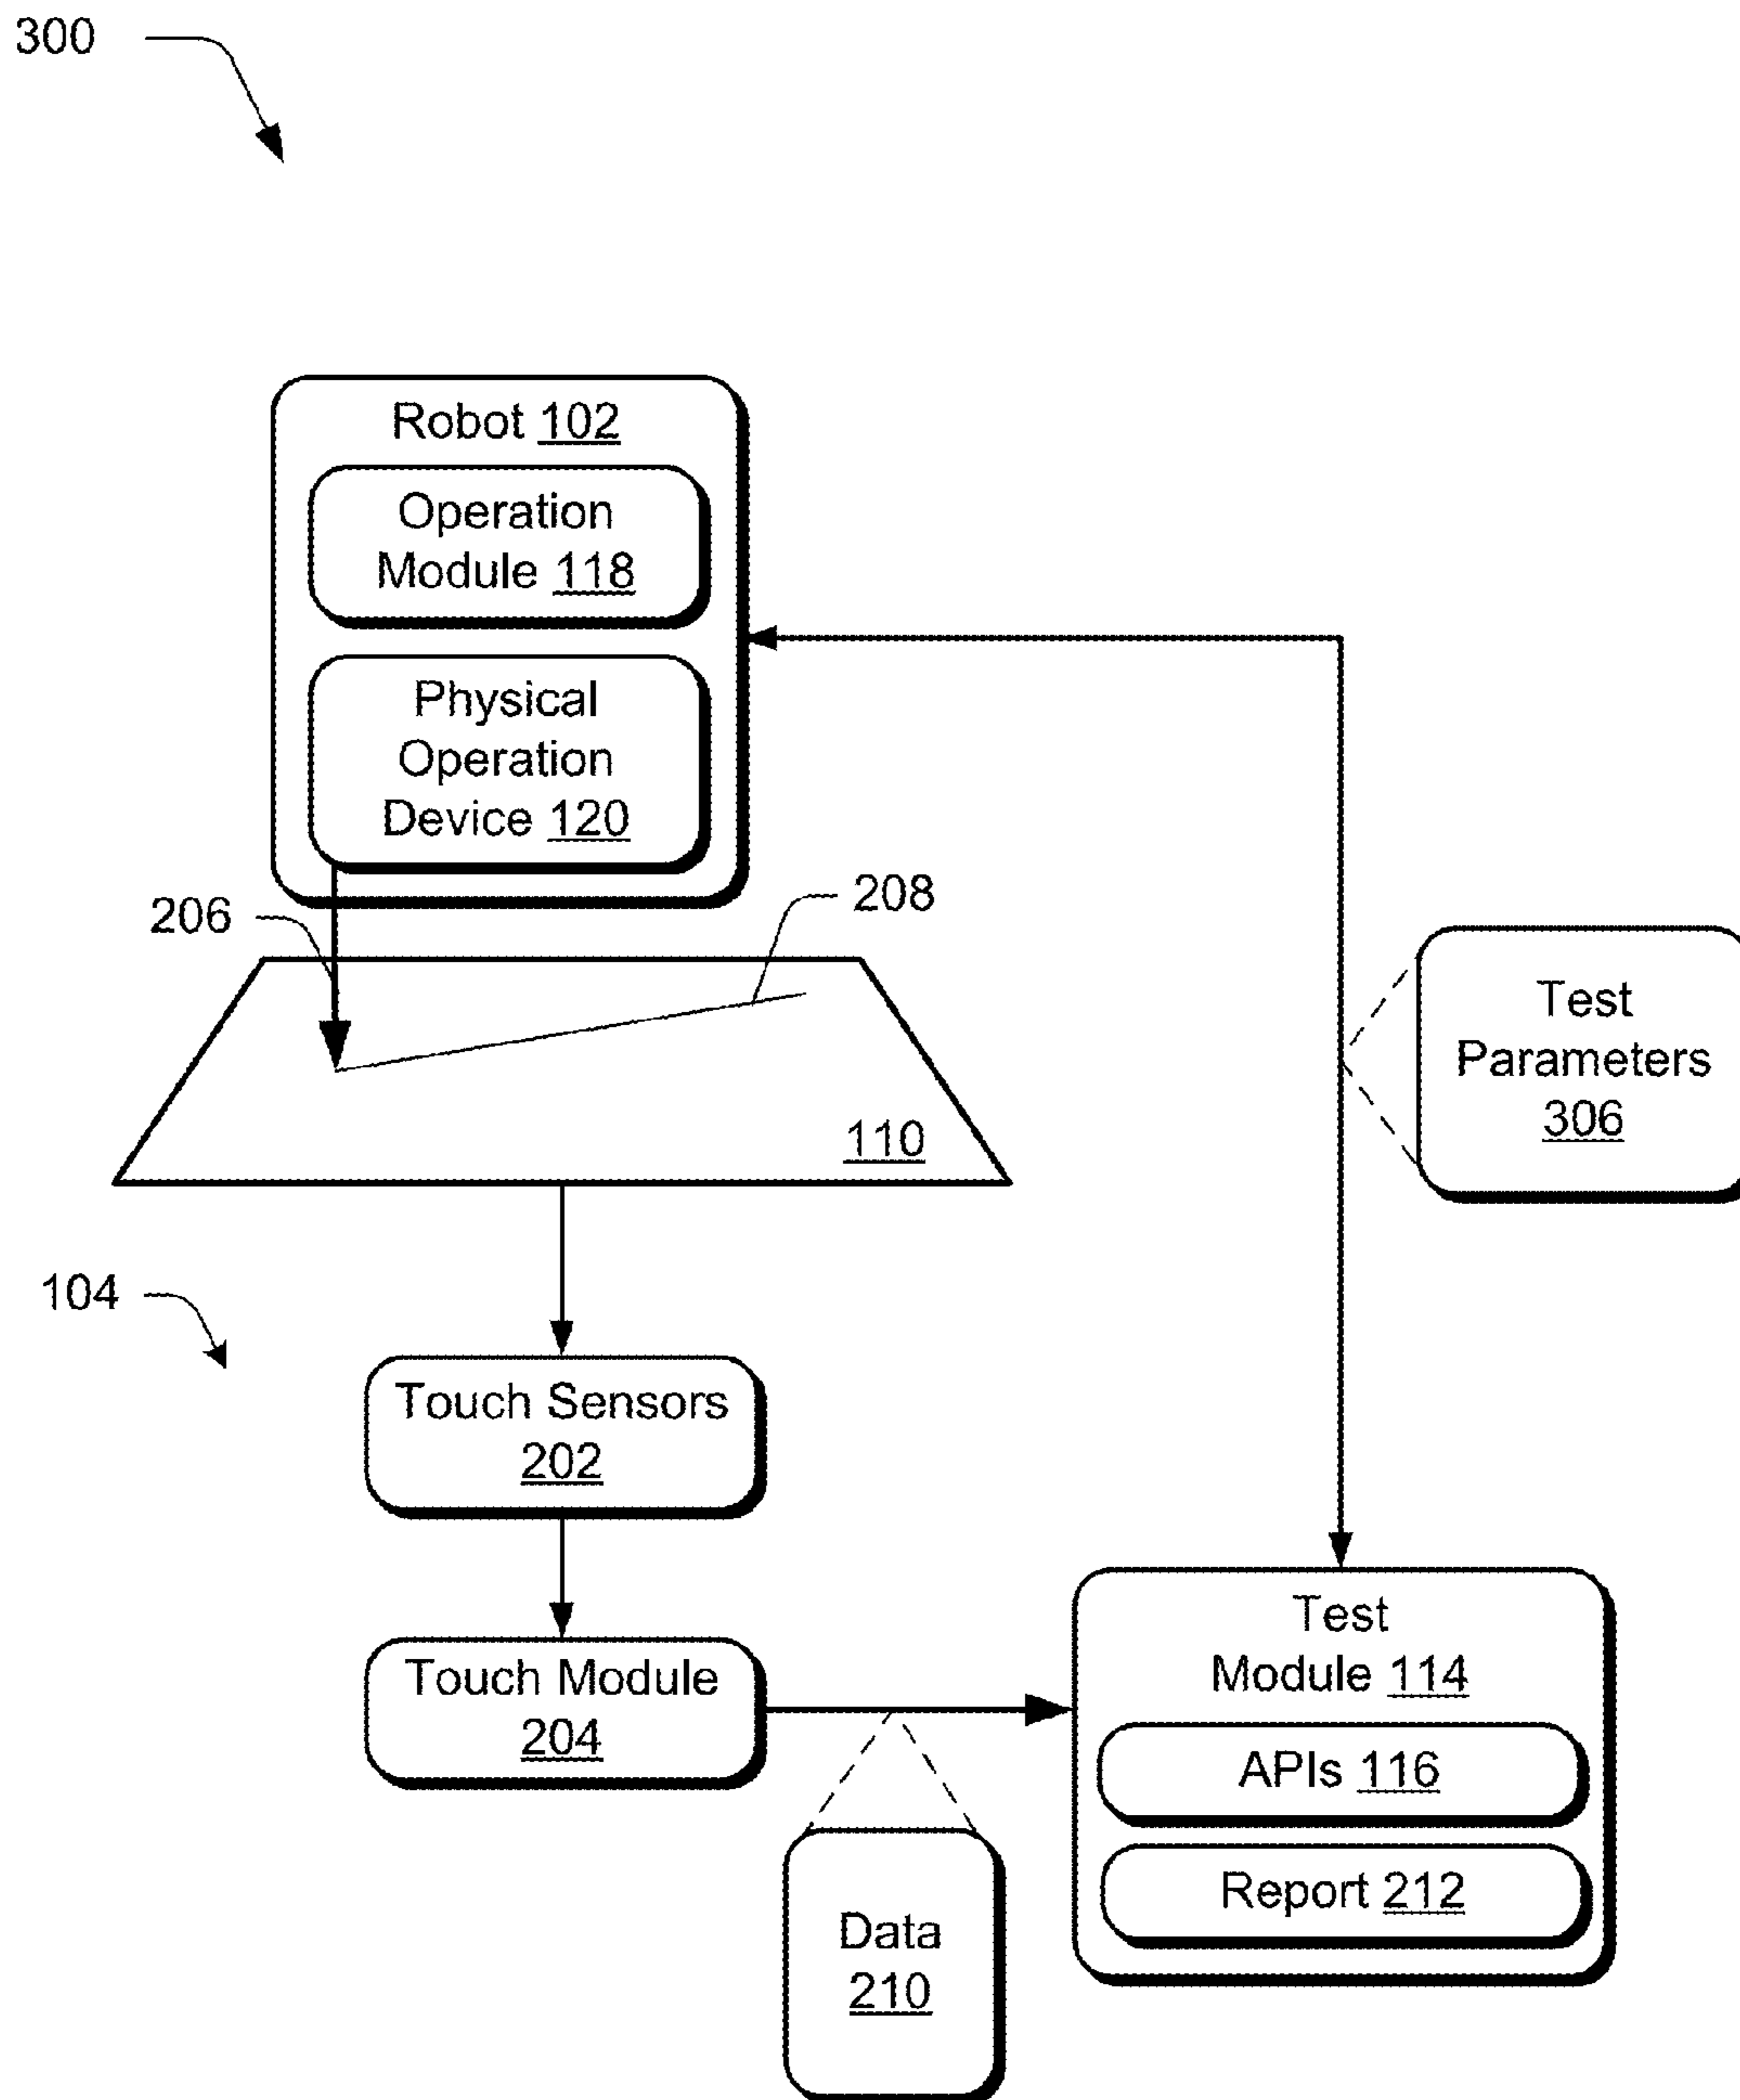 300
Robot 102
Operation
Module 118
Physical
Operation
Device 120
206
208
110
Test
Parameters
306
104
Touch Sensors
202
Touch Module
204
Test
Module 114
APIs 116
Report 212
Data
210